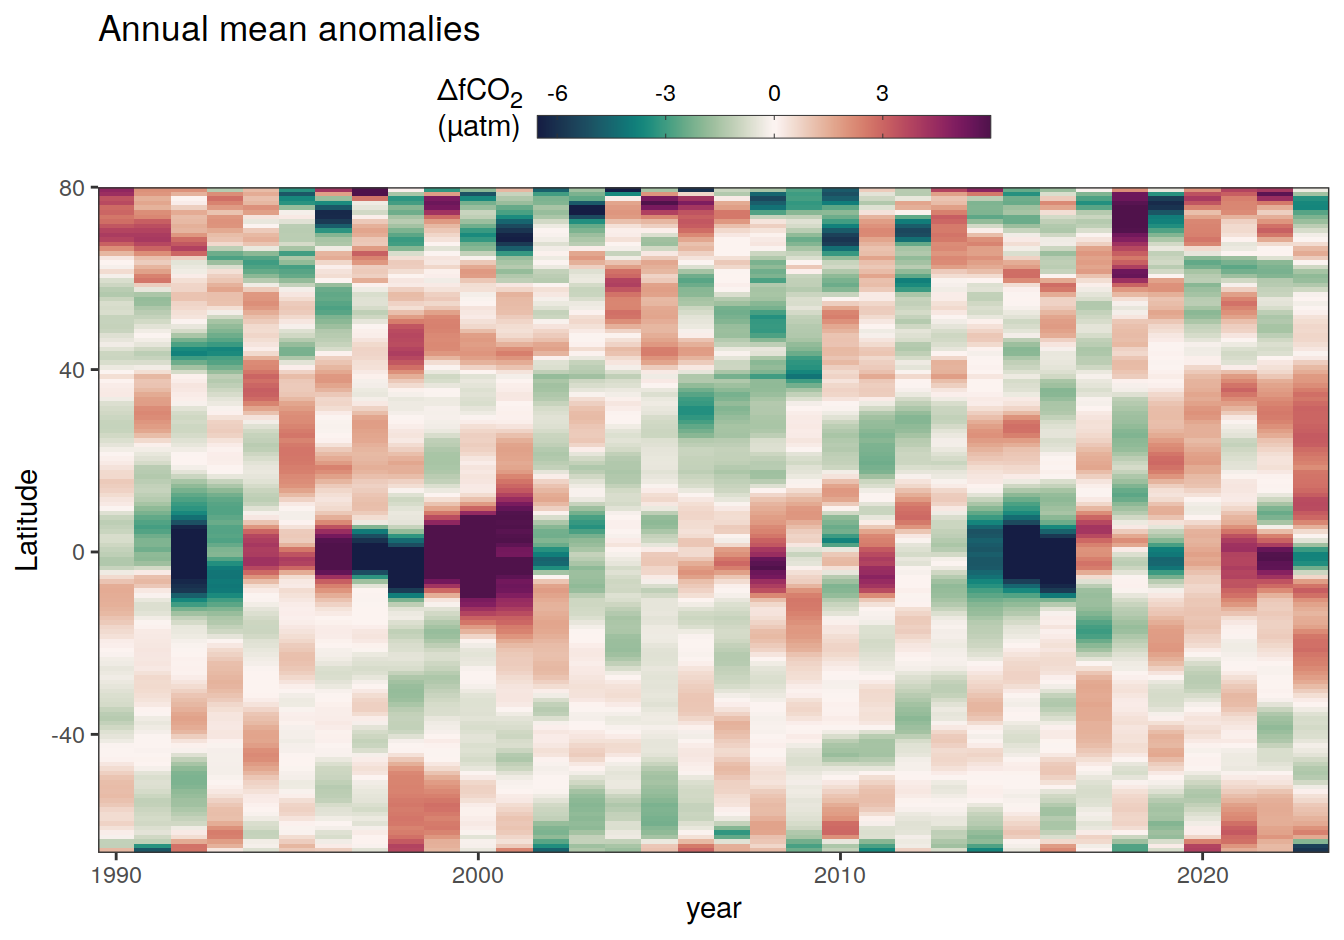 Annual mean anomalies
ΔfCO₂
(µatm)
-6 -3 0 3
80
40
0
-40
Latitude
1990 2000 2010 2020
year